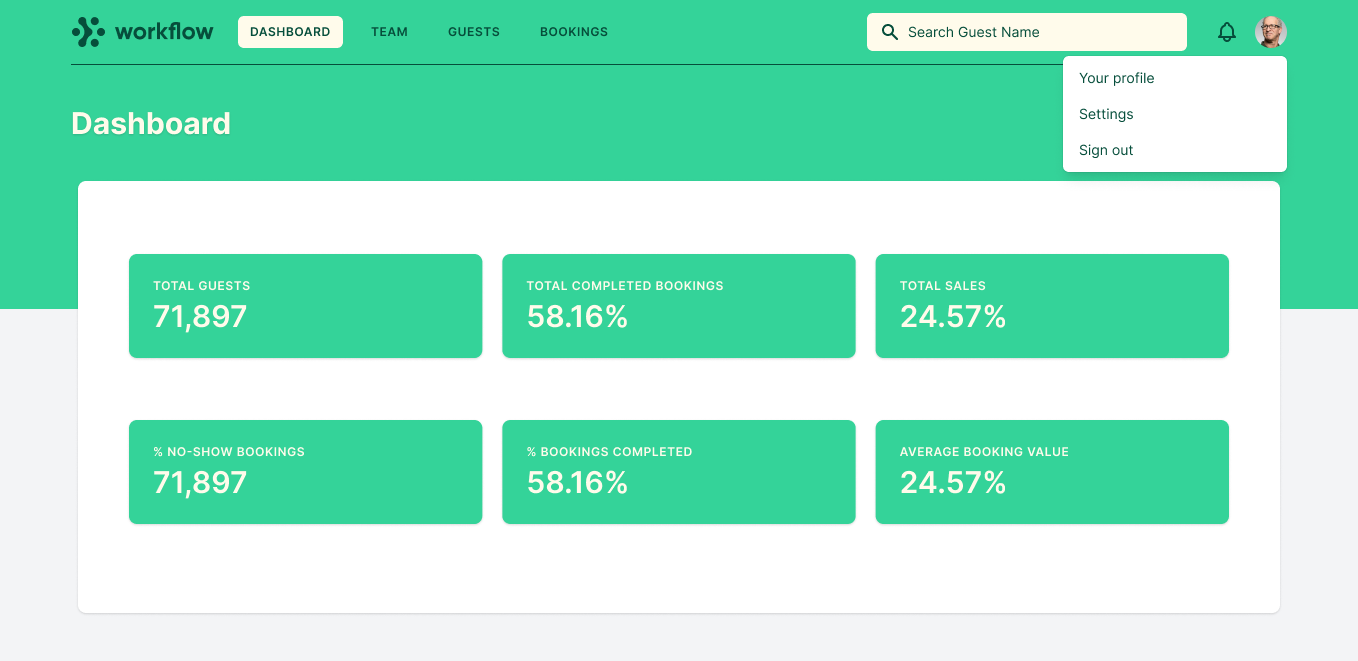 workflow
DASHBOARD
TEAM
GUESTS
BOOKINGS
Search Guest Name
Your profile
Settings
Sign out
Dashboard
TOTAL GUESTS
71,897
TOTAL COMPLETED BOOKINGS
58.16%
TOTAL SALES
24.57%
% NO-SHOW BOOKINGS
71,897
% BOOKINGS COMPLETED
58.16%
AVERAGE BOOKING VALUE
24.57%